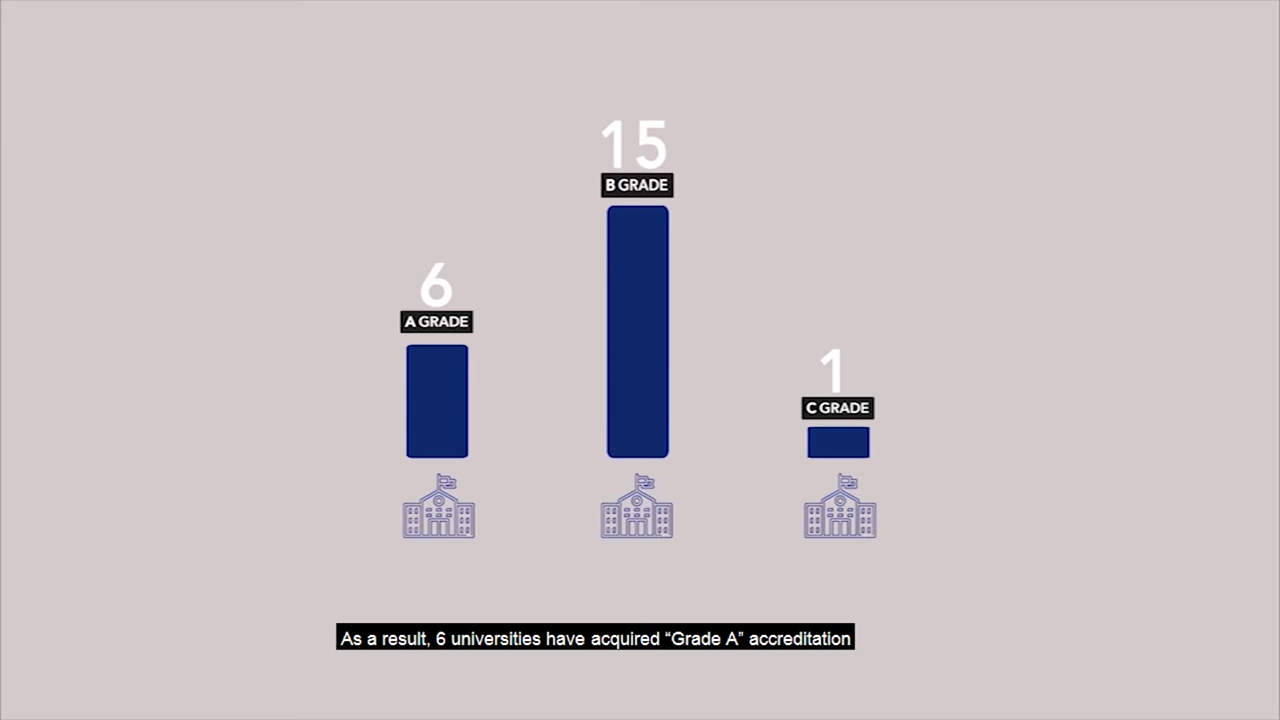 15
B GRADE
6
A GRADE
1
C GRADE
As a result, 6 universities have acquired “Grade A” accreditation